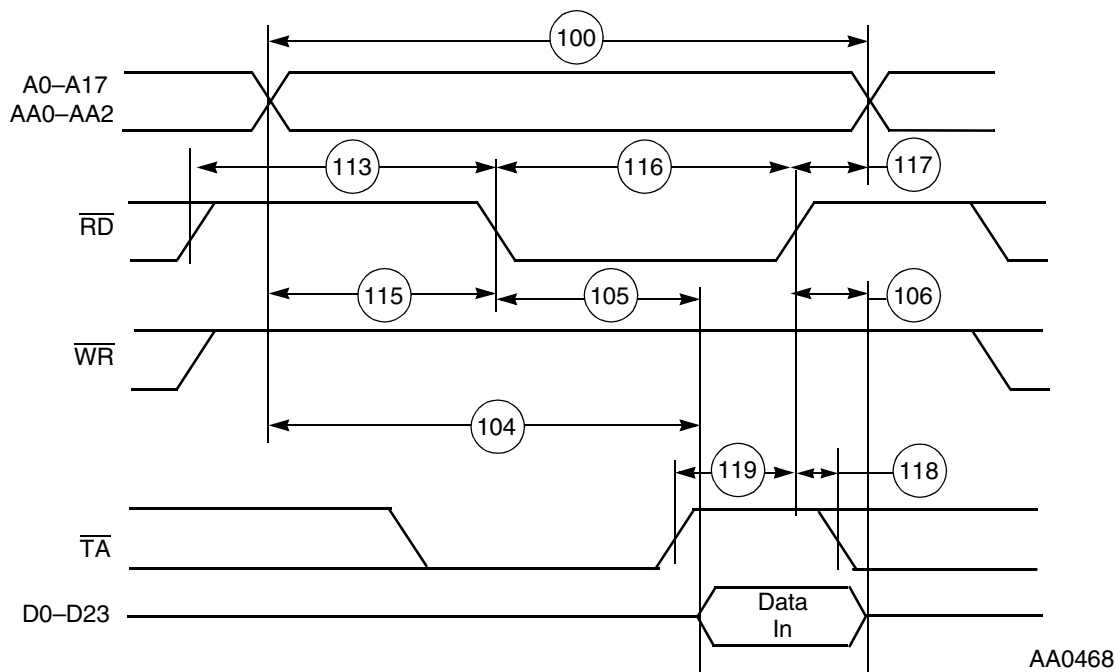 100
A0–A17
AA0–AA2
113
116
117
RD
115
105
106
WR
104
119
118
TA
D0–D23
Data
In
AA0468